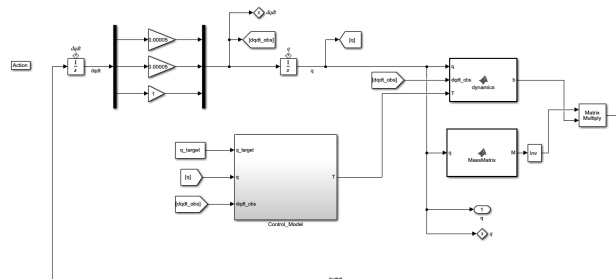 dqdt
[dqdt_obs]
[q]
dqdt
1
s
dqdt
0.00005
0.00005
1
q
1
s
q
Action
q
dqdt_obs
T
dynamics
b
[dqdt_obs]
Matrix
Multiply
q
MassMatrix
M
Inv
q_target
[q]
[dqdt_obs]
q_target
q
dqdt_obs
T
Control_Model
1
q
q